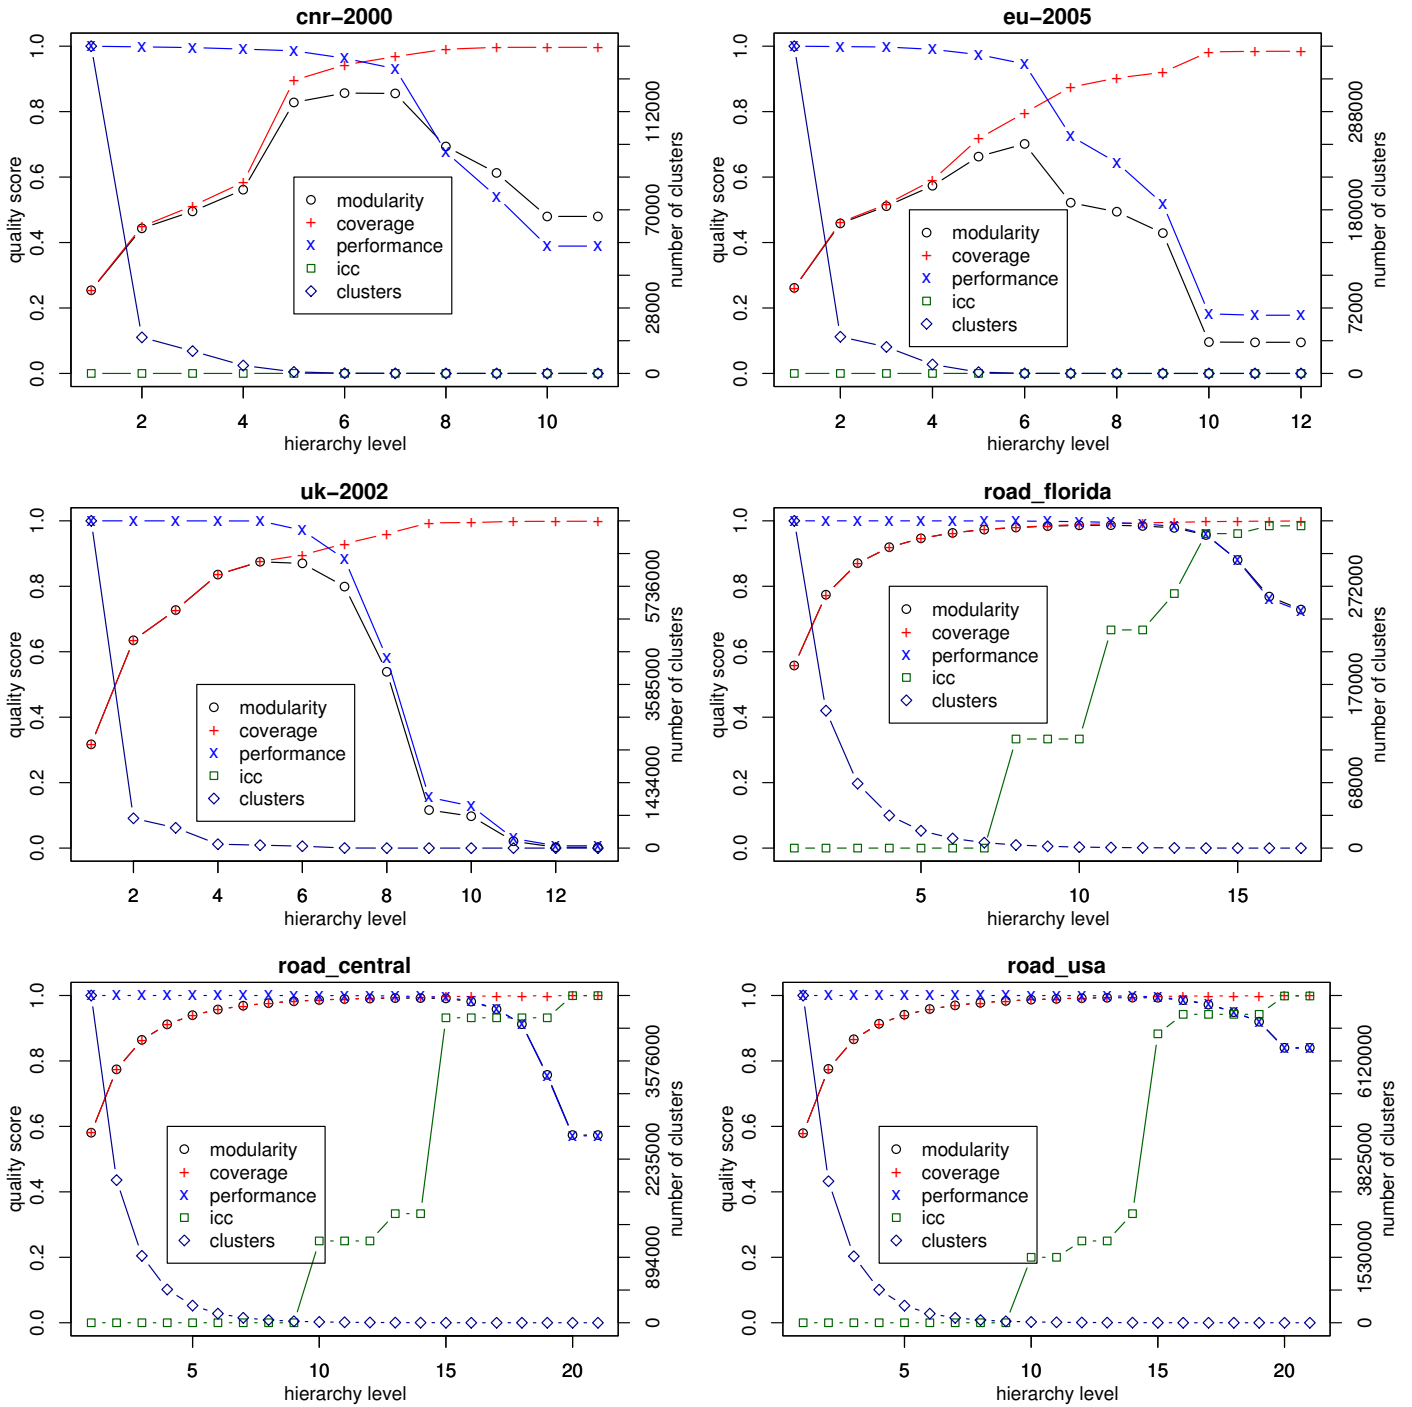 cnr−2000
1.0
0.8
0.6
0.4
0.2
0.0
quality score
modularity
coverage
performance
icc
clusters
112000
70000
28000
0
number of clusters
2 4 6 8 10
hierarchy level
eu−2005
1.0
0.8
0.6
0.4
0.2
0.0
quality score
modularity
coverage
performance
icc
clusters
288000
180000
72000
0
number of clusters
2 4 6 8 10 12
hierarchy level
uk−2002
1.0
0.8
0.6
0.4
0.2
0.0
quality score
modularity
coverage
performance
icc
clusters
5736000
3585000
1434000
0
number of clusters
2 4 6 8 10 12
hierarchy level
road_florida
1.0
0.8
0.6
0.4
0.2
0.0
quality score
modularity
coverage
performance
icc
clusters
272000
170000
68000
0
number of clusters
5 10 15
hierarchy level
road_central
1.0
0.8
0.6
0.4
0.2
0.0
quality score
modularity
coverage
performance
icc
clusters
3576000
2235000
894000
0
number of clusters
5 10 15 20
hierarchy level
road_usa
1.0
0.8
0.6
0.4
0.2
0.0
quality score
modularity
coverage
performance
icc
clusters
6120000
3825000
1530000
0
number of clusters
5 10 15 20
hierarchy level